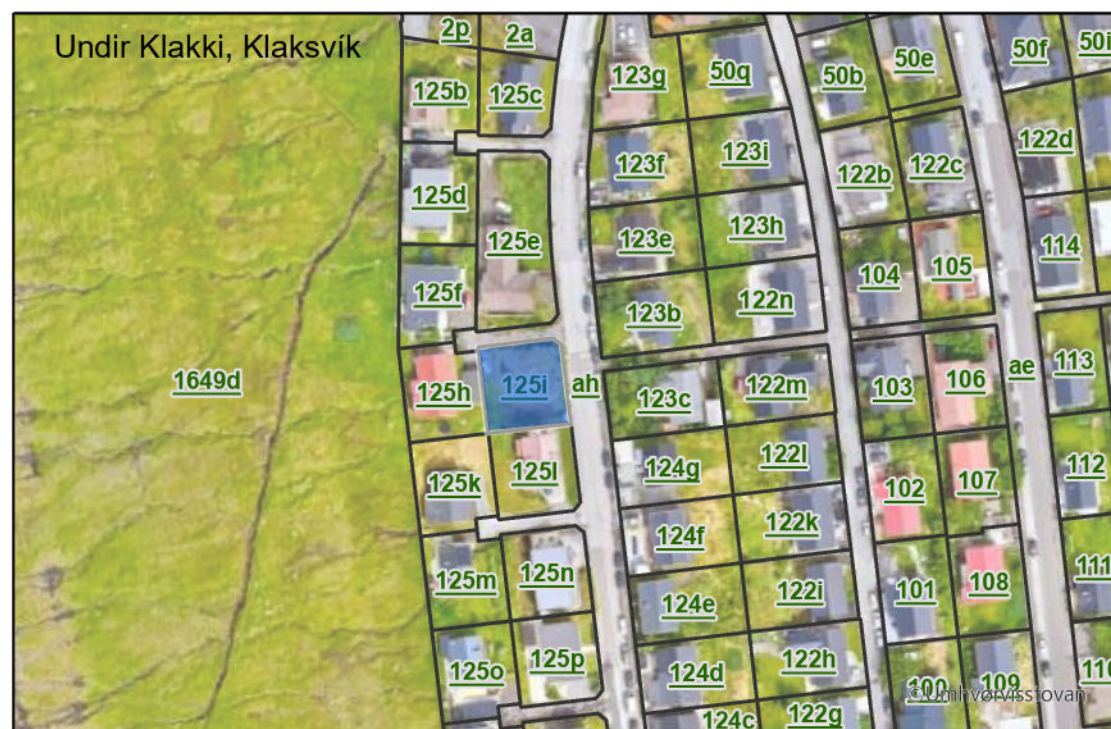 Undir Klakki, Klaksvík
2p
2a
50f
50i
123g
50q
50b
50e
125b
125c
123f
123i
122b
122c
122d
125d
125e
123e
123h
114
104
105
125f
123b
122n
1649d
125h
125i
ah
123c
122m
103
106
ae
113
125k
125l
124g
122l
102
107
112
124f
122k
125m
125n
124e
122i
101
108
111
125o
125p
124d
122h
100
109
110
124c
122g
©Umhvørvisstovan